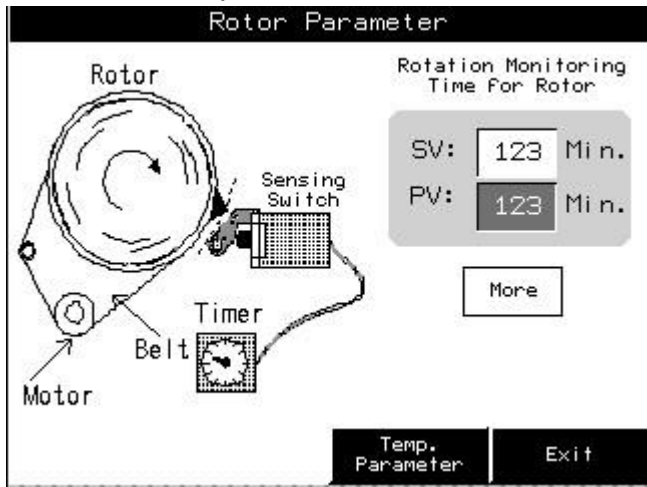 Rotor Parameter
Rotor
Rotation Monitoring
Time for Rotor
SV: 123 Min.
PV: 123 Min.
Sensing
Switch
More
Timer
Belt
Motor
Temp.
Parameter
Exit